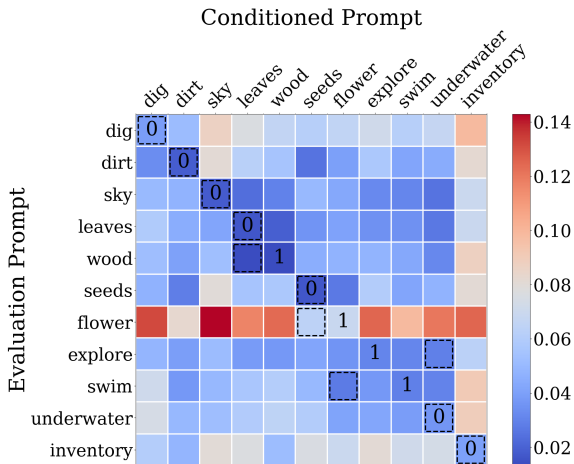 Conditioned Prompt
dig dirt sky leaves wood seeds flower explore swim underwater inventory
Evaluation Prompt
dig 0
dirt 0
sky 0
leaves 0
wood 1
seeds 0
flower 1
explore 1
swim 1
underwater 0
inventory 0
0.14
0.12
0.10
0.08
0.06
0.04
0.02